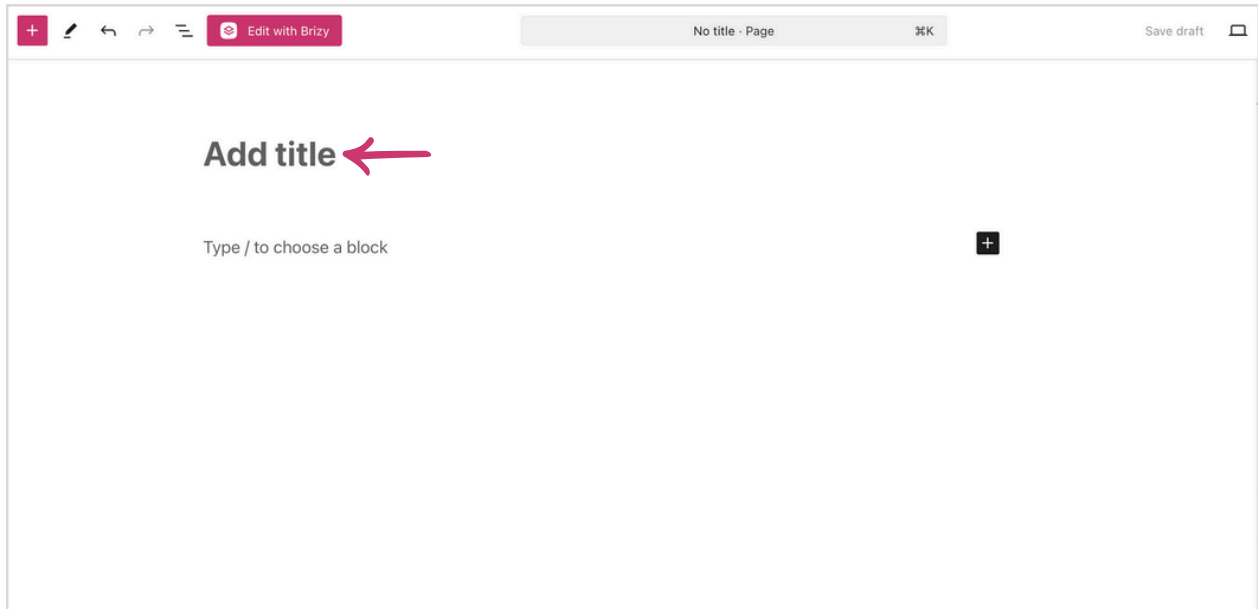 Edit with Brizy
No title · Page
⌘K
Save draft
Add title
Type / to choose a block